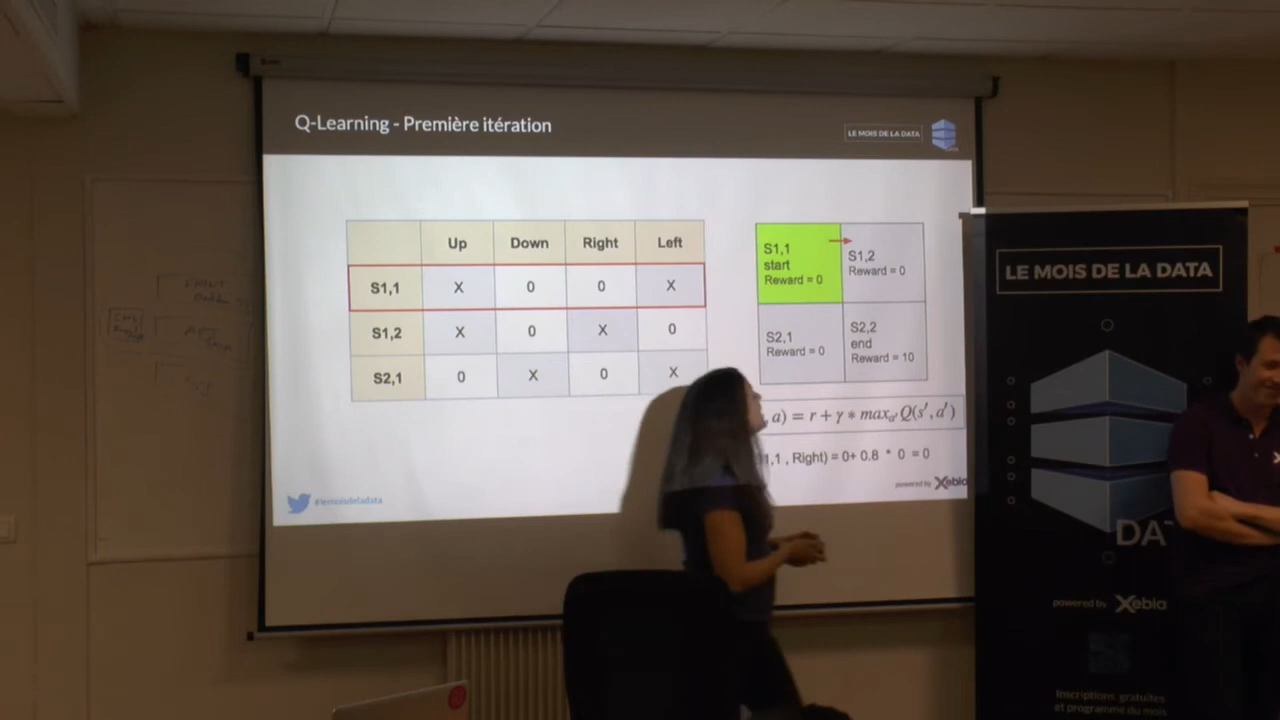 Q-Learning - Première itération
LE MOIS DE LA DATA
Up Down Right Left
S1,1 X 0 0 X
S1,2 X 0 X 0
S2,1 0 X 0 X
S1,1
start
Reward = 0
S1,2
Reward = 0
S2,1
Reward = 0
S2,2
end
Reward = 10
, a) = r + γ * maxₐ′ Q(s′, a′)
1,1 , Right) = 0+ 0.8 * 0 = 0
powered by Xebia
#lemoisdeladata
LE MOIS DE LA DATA
DAT
powered by Xebia
Inscriptions gratuites
et programme du mois